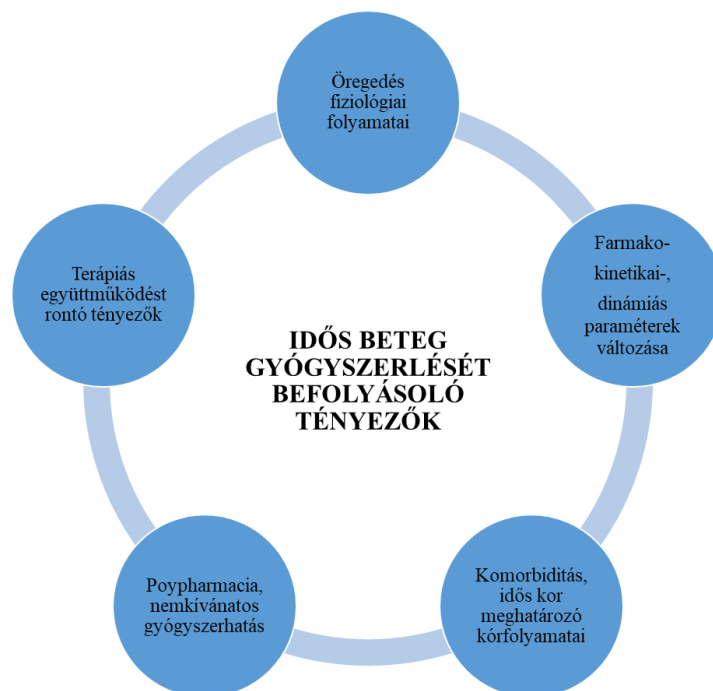 Öregedés
fiziológiai
folyamatai
Farmako-
kinetikai-,
dinámiás
paraméterek
változása
Terápiás
együttműködést
rontó tényezők
IDŐS BETEG
GYÓGYSZERLÉSÉT
BEFOLYÁSOLÓ
TÉNYEZŐK
Poypharmacia,
nemkívánatos
gyógyszerhatás
Komorbiditás,
idős kor
meghatározó
kórfolyamatai